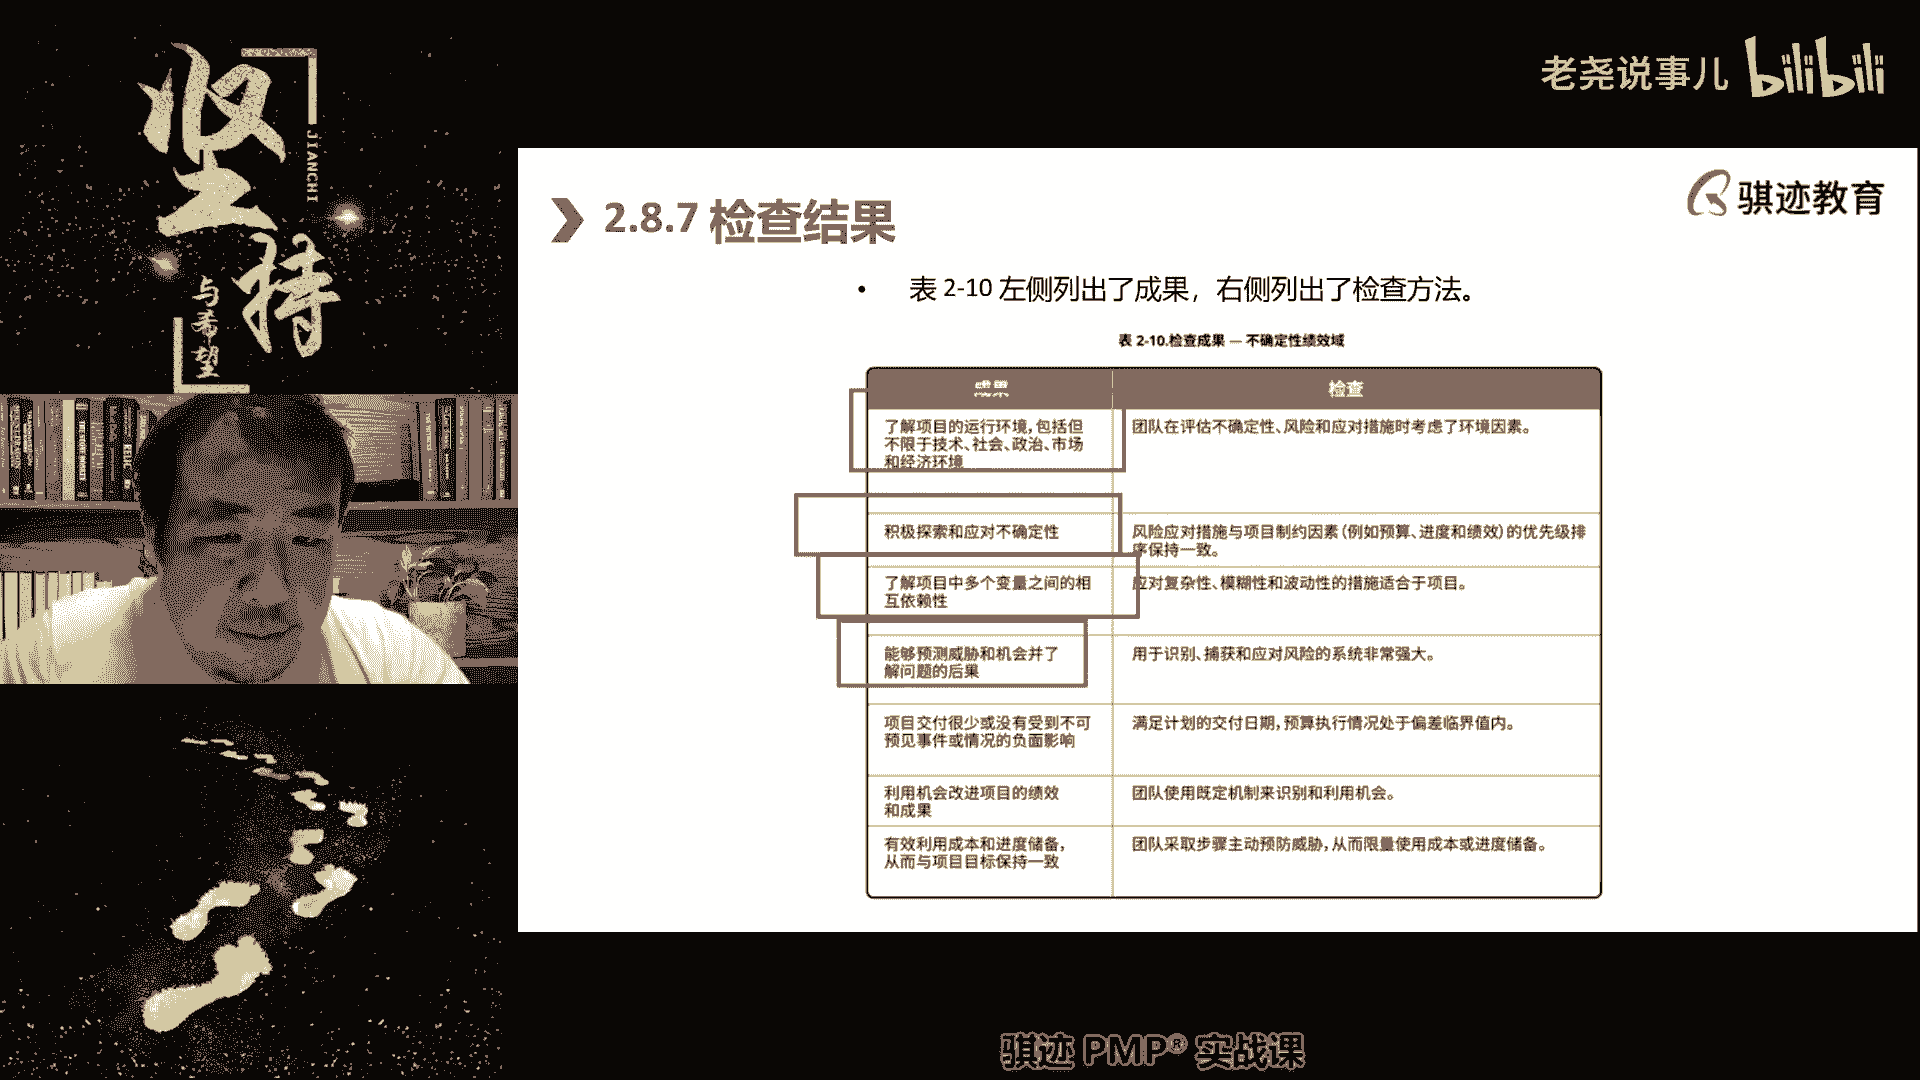 坚持
JIANCHI
与希望
老尧说事儿 bilibili
骐迹教育
2.8.7 检查结果
• 表 2-10 左侧列出了成果，右侧列出了检查方法。
表 2-10.检查成果 — 不确定性绩效域
成果
检查
了解项目的运行环境，包括但
不限于技术、社会、政治、市场
和经济环境
团队在评估不确定性、风险和应对措施时考虑了环境因素。
积极探索和应对不确定性
风险应对措施与项目制约因素（例如预算、进度和绩效）的优先级排
序保持一致。
了解项目中多个变量之间的相
互依赖性
应对复杂性、模糊性和波动性的措施适合于项目。
能够预测威胁和机会并了
解问题的后果
用于识别、捕获和应对风险的系统非常强大。
项目交付很少或没有受到不可
预见事件或情况的负面影响
满足计划的交付日期，预算执行情况处于偏差临界值内。
利用机会改进项目的绩效
和成果
团队使用既定机制来识别和利用机会。
有效利用成本和进度储备，
从而与项目目标保持一致
团队采取步骤主动预防威胁，从而限量使用成本或进度储备。
骐迹 PMP® 实战课